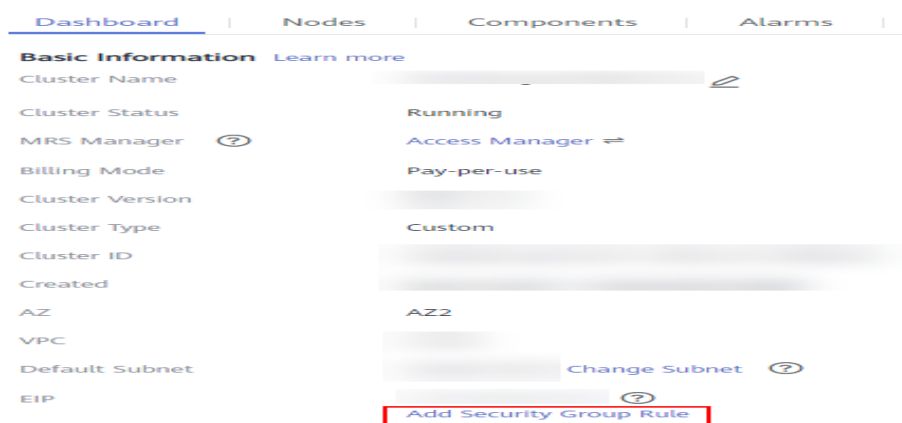 Dashboard | Nodes | Components | Alarms |
Basic Information Learn more
Cluster Name
Cluster Status Running
MRS Manager ? Access Manager ⇌
Billing Mode Pay-per-use
Cluster Version
Cluster Type Custom
Cluster ID
Created
AZ AZ2
VPC
Default Subnet Change Subnet ?
EIP ?
Add Security Group Rule